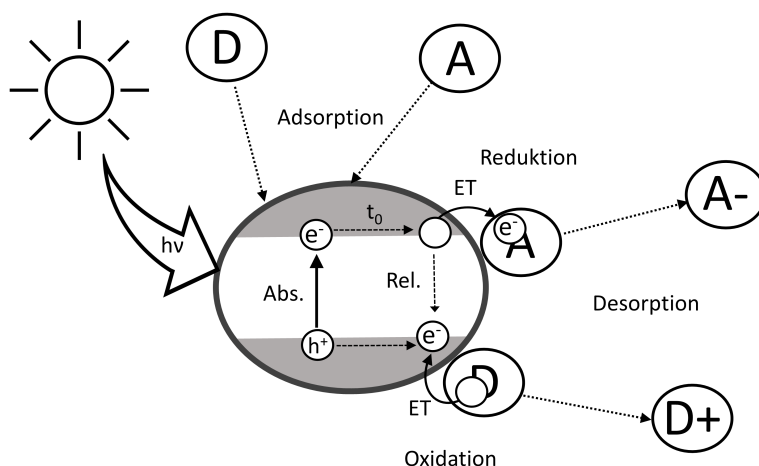 D
A
Adsorption
Reduktion
ET
A-
hν
e-
t0
e-
A
Abs.
Rel.
Desorption
h+
e-
D
ET
D+
Oxidation